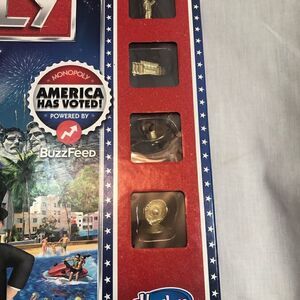 MONOPOLY
AMERICA
HAS VOTED!
POWERED BY
BuzzFeed